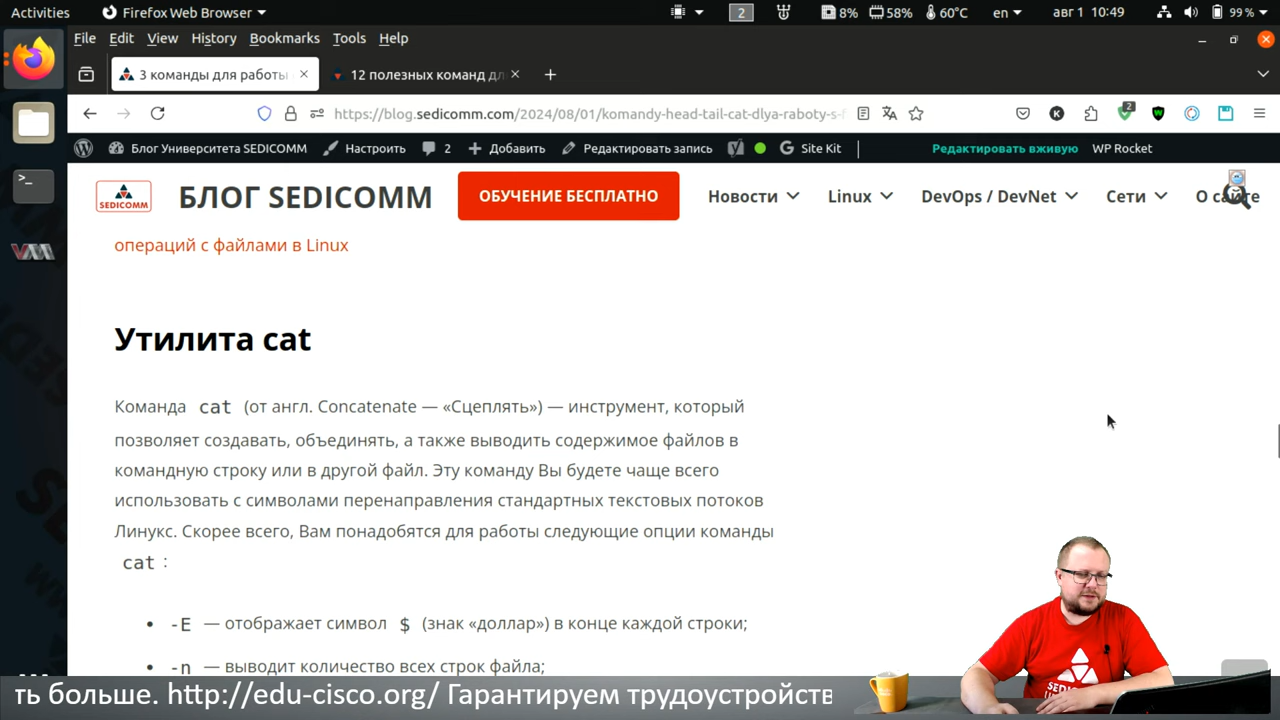 Activities
Firefox Web Browser
2
8%
58%
60°C
en
авг 1 10:49
99 %
File Edit View History Bookmarks Tools Help
3 команды для работы
12 полезных команд дл
https://blog.sedicomm.com/2024/08/01/komandy-head-tail-cat-dlya-raboty-s-f
2
Блог Университета SEDICOMM
Настроить
2
Добавить
Редактировать запись
Site Kit
Редактировать вживую
WP Rocket
SEDICOMM
БЛОГ SEDICOMM
ОБУЧЕНИЕ БЕСПЛАТНО
Новости
Linux
DevOps / DevNet
Сети
О сайте
операций с файлами в Linux
Утилита cat
Команда cat (от англ. Concatenate — «Сцеплять») — инструмент, который
позволяет создавать, объединять, а также выводить содержимое файлов в
командную строку или в другой файл. Эту команду Вы будете чаще всего
использовать с символами перенаправления стандартных текстовых потоков
Линукс. Скорее всего, Вам понадобятся для работы следующие опции команды
cat :
• -E — отображает символ $ (знак «доллар») в конце каждой строки;
• -n — выводит количество всех строк файла;
ть больше. http://edu-cisco.org/ Гарантируем трудоустройств